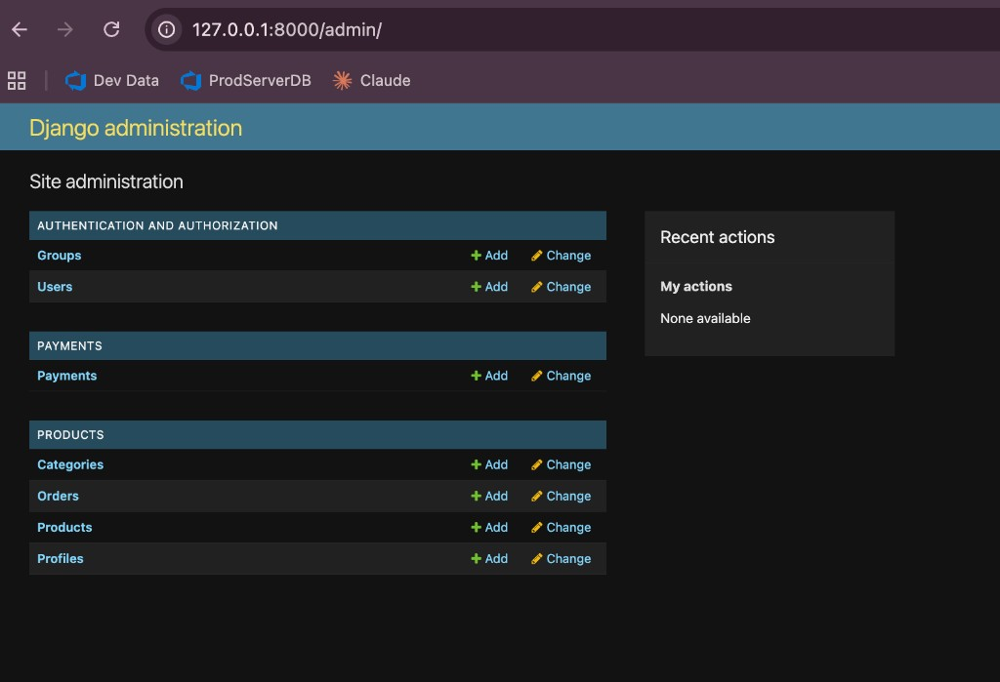 127.0.0.1:8000/admin/
Dev Data ProdServerDB Claude
Django administration
Site administration
AUTHENTICATION AND AUTHORIZATION
Groups Add Change
Users Add Change
PAYMENTS
Payments Add Change
PRODUCTS
Categories Add Change
Orders Add Change
Products Add Change
Profiles Add Change
Recent actions
My actions
None available